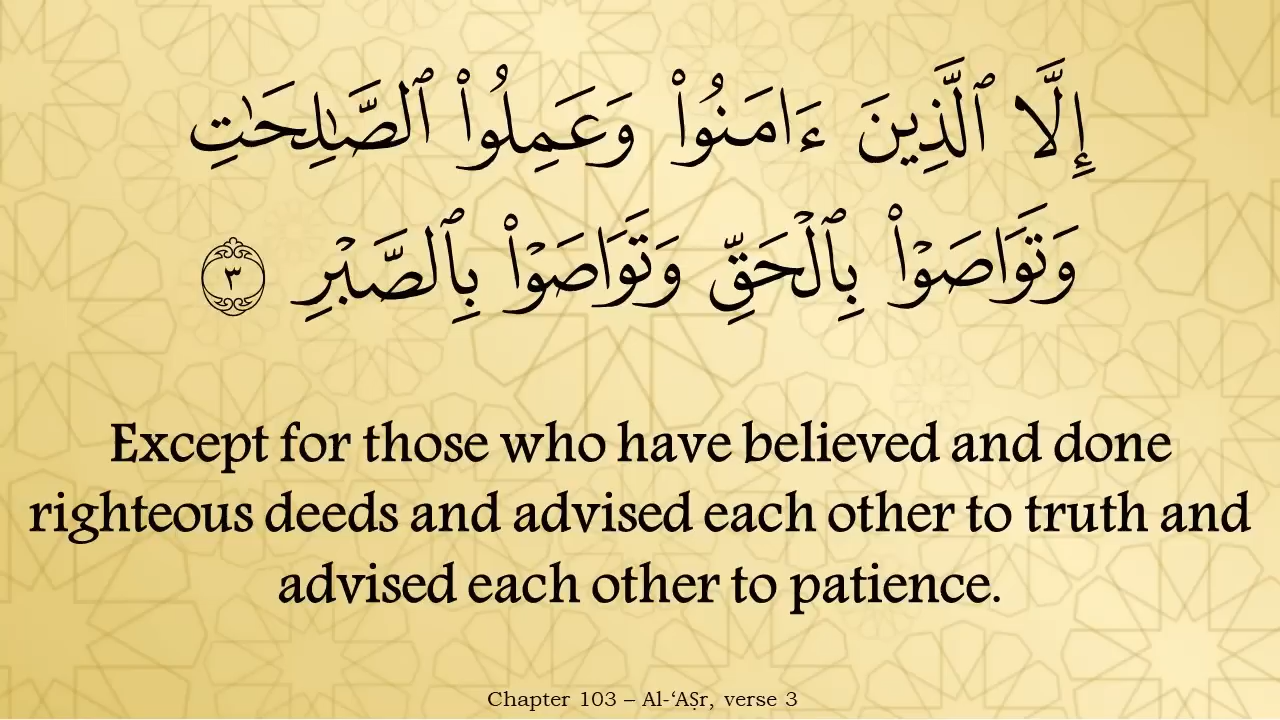 إِلَّا ٱلَّذِينَ ءَامَنُوا۟ وَعَمِلُوا۟ ٱلصَّـٰلِحَـٰتِ
وَتَوَاصَوْا۟ بِٱلْحَقِّ وَتَوَاصَوْا۟ بِٱلصَّبْرِ ٣
Except for those who have believed and done
righteous deeds and advised each other to truth and
advised each other to patience.
Chapter 103 – Al-‘Aṣr, verse 3